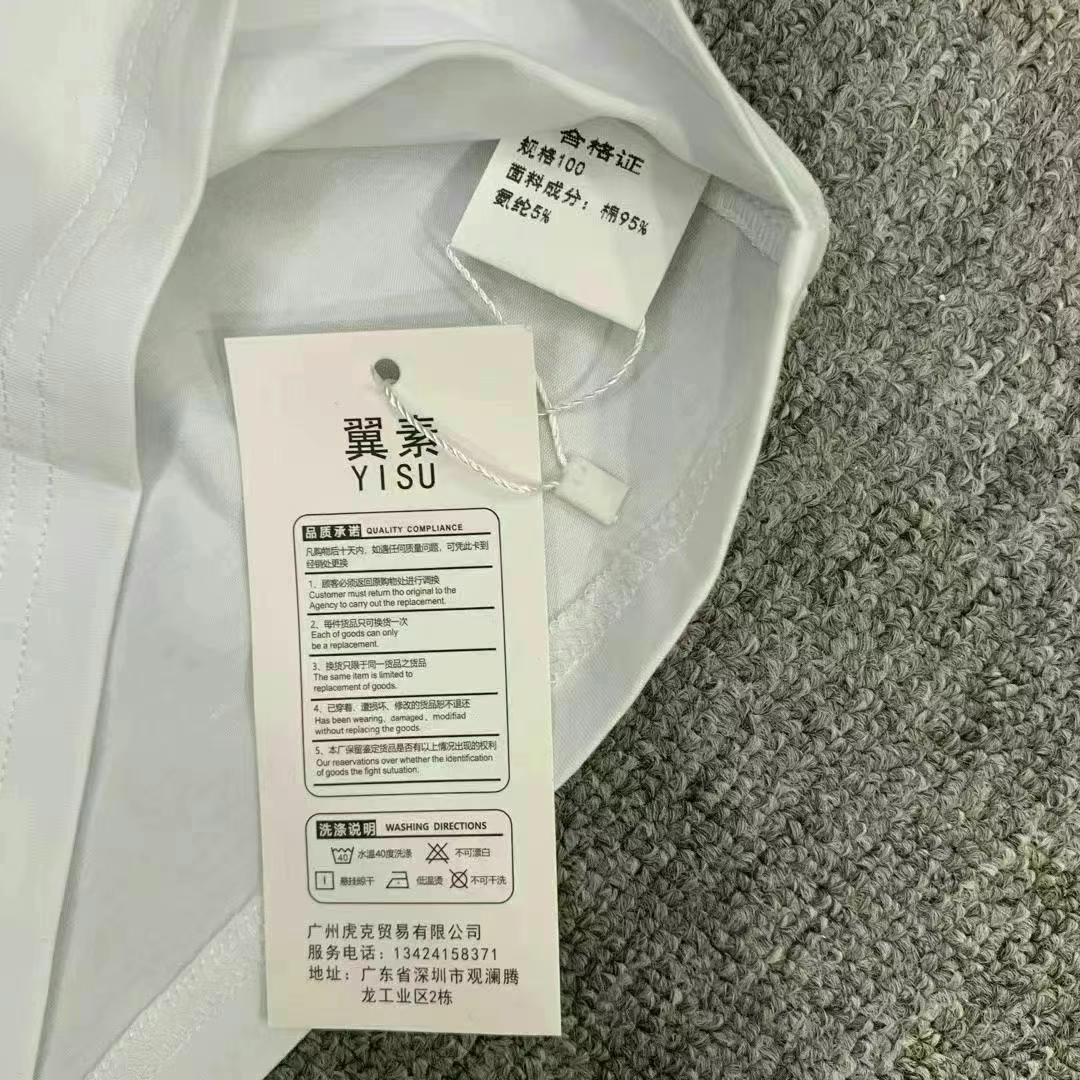 合格证
规格100
面料成分：棉95%
氨纶5%
翼素
YISU
品质承诺 QUALITY COMPLIANCE
凡购物后十天内，如遇任何质量问题，可凭此卡到
经销处更换
1、顾客必须返回原购物处进行调换
Customer must return tho original to the
Agency to carry out the replacement.
2、每件货品只可换货一次
Each of goods can only
be a replacement.
3、换货只限于同一货品之货品
The same item is limited to
replacement of goods.
4、已穿着、遭损坏、修改的货品恕不退还
Has been wearing、damaged、modifiad
without replacing the goods.
5、本厂保留鉴定货品是否有以上情况出现的权利
Our reaervations over whether the identification
of goods the fight sutuation.
洗涤说明 WASHING DIRECTIONS
40 水温40度洗涤 不可漂白
悬挂晾干 低温烫 不可干洗
广州虎克贸易有限公司
服务电话：13424158371
地址：广东省深圳市观澜腾
龙工业区2栋